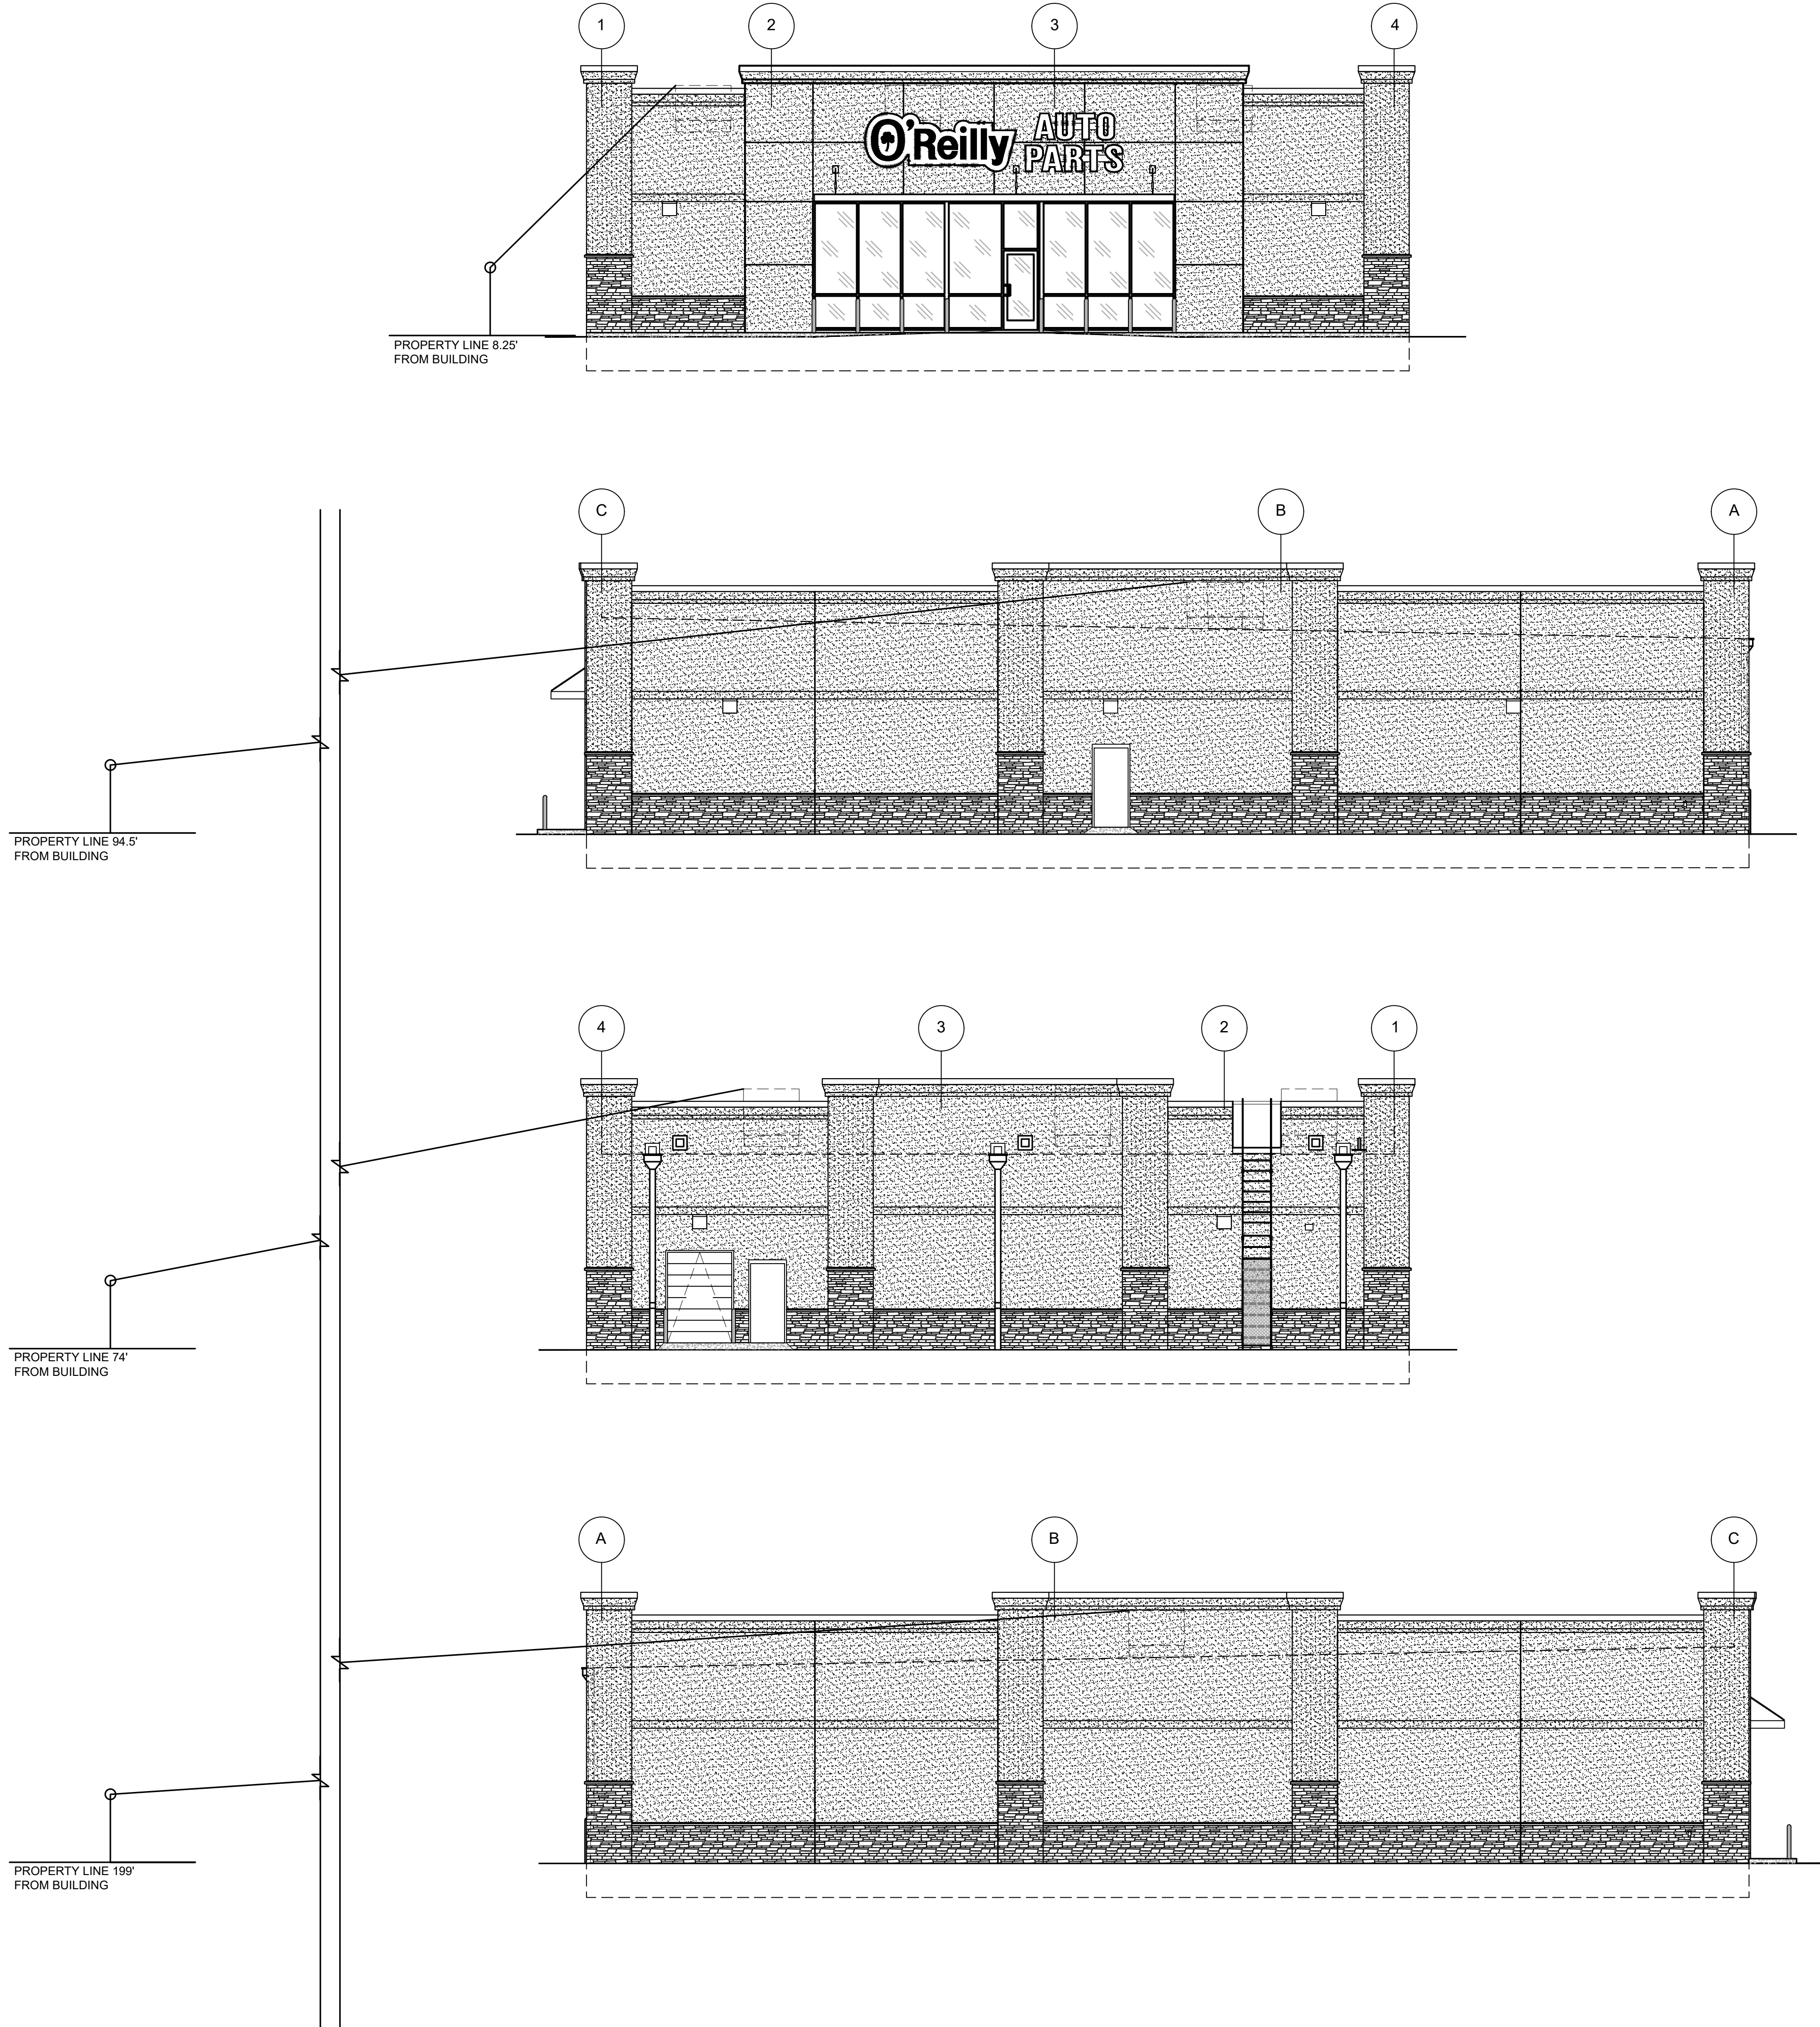 1
2
3
4
O'Reilly AUTO PARTS
PROPERTY LINE 8.25'
FROM BUILDING
C
B
A
PROPERTY LINE 94.5'
FROM BUILDING
4
3
2
1
PROPERTY LINE 74'
FROM BUILDING
A
B
C
PROPERTY LINE 199'
FROM BUILDING